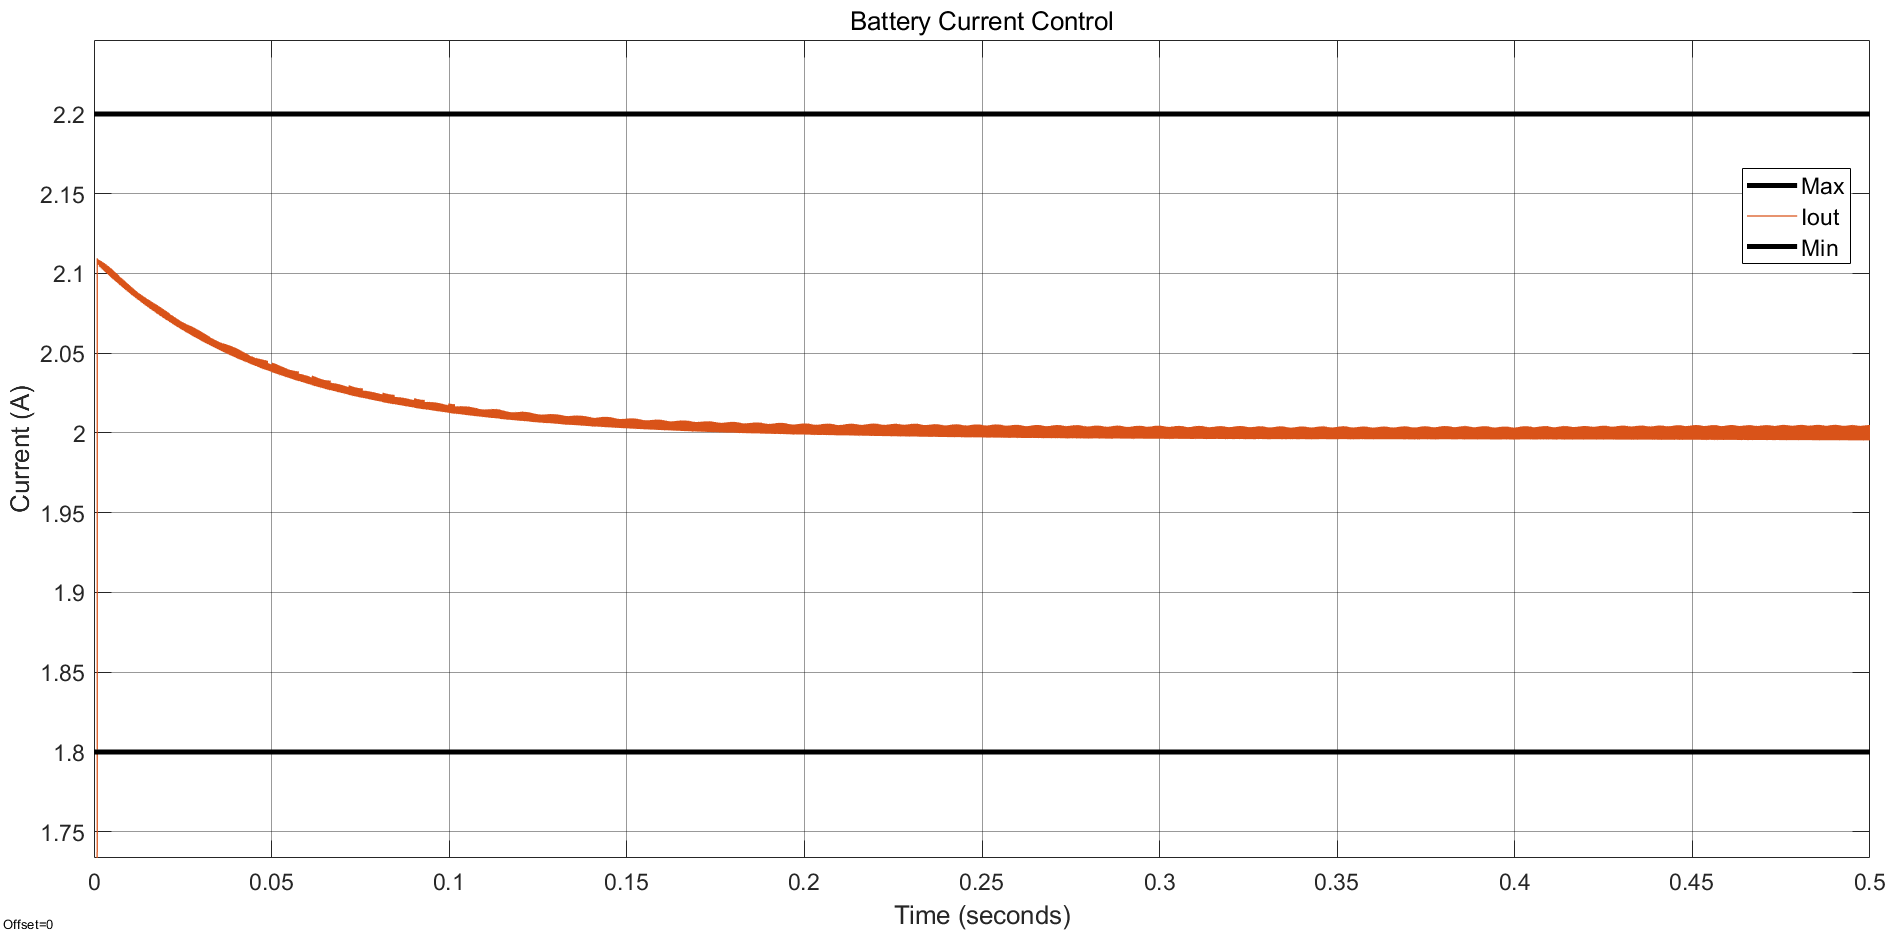 Battery Current Control
2.2
2.15
2.1
2.05
2
1.95
1.9
1.85
1.8
1.75
Current (A)
Max
Iout
Min
0 0.05 0.1 0.15 0.2 0.25 0.3 0.35 0.4 0.45 0.5
Time (seconds)
Offset=0